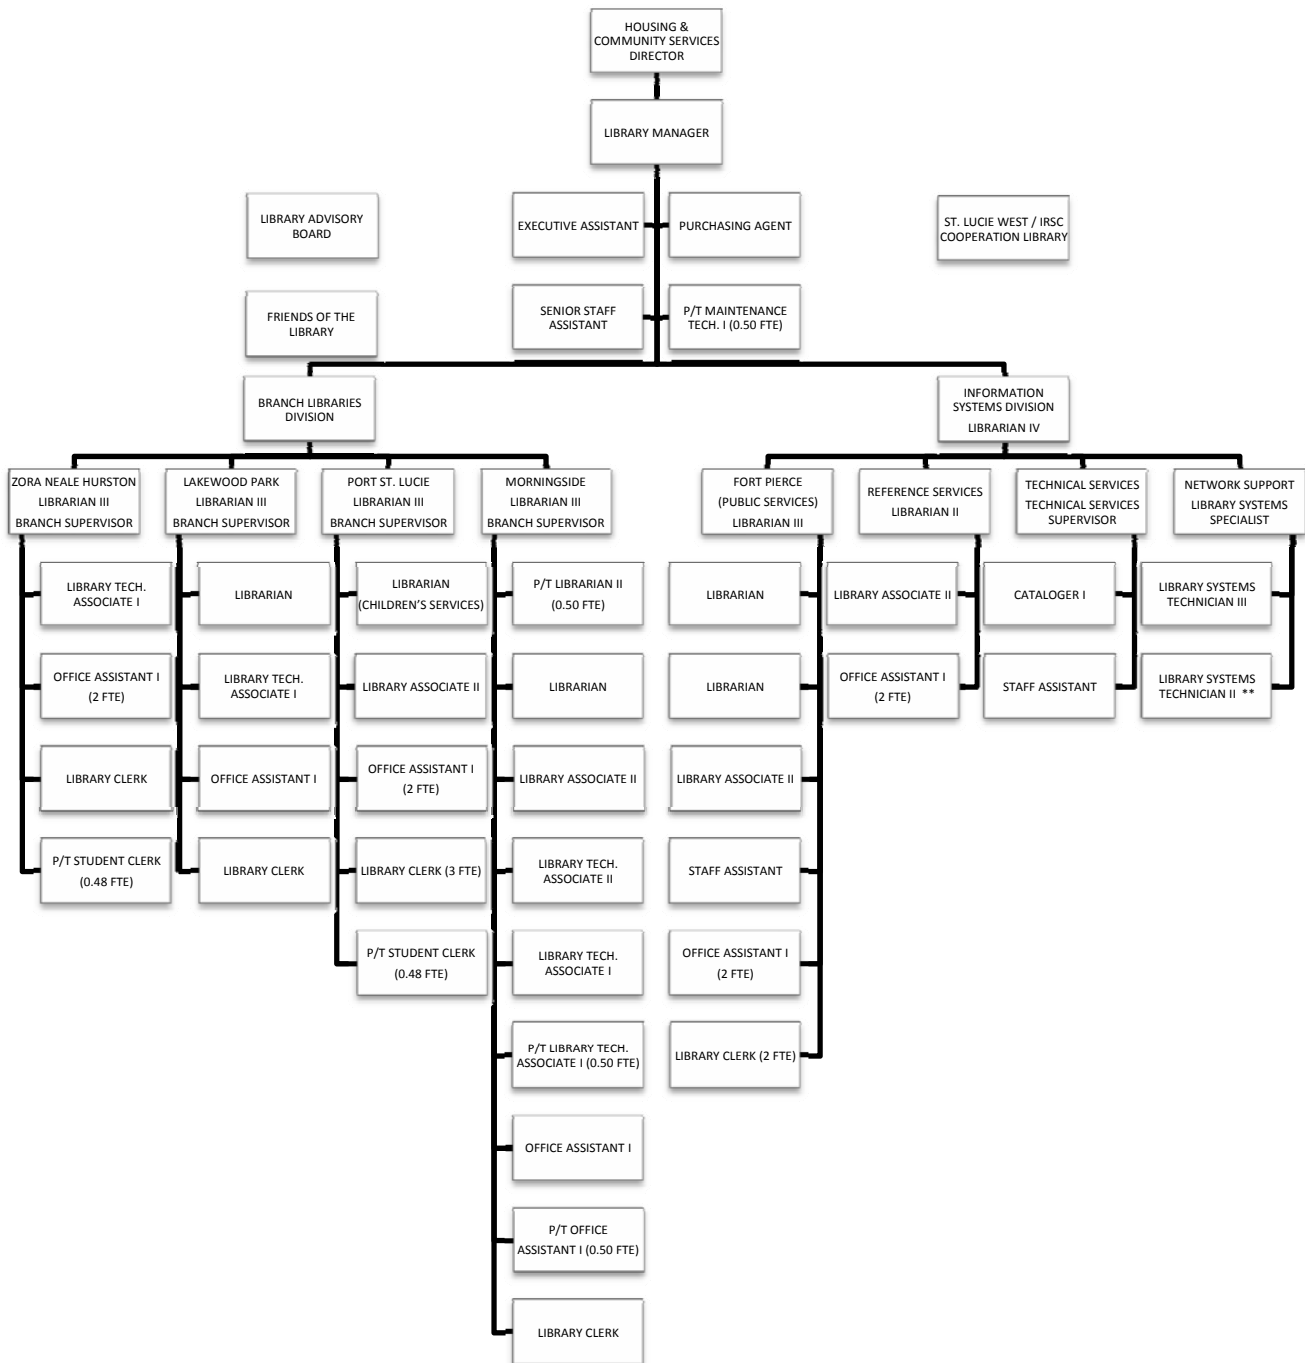 HOUSING &
COMMUNITY SERVICES
DIRECTOR
LIBRARY MANAGER
LIBRARY ADVISORY
BOARD
EXECUTIVE ASSISTANT
PURCHASING AGENT
ST. LUCIE WEST / IRSC
COOPERATION LIBRARY
FRIENDS OF THE
LIBRARY
SENIOR STAFF
ASSISTANT
P/T MAINTENANCE
TECH. I (0.50 FTE)
BRANCH LIBRARIES
DIVISION
INFORMATION
SYSTEMS DIVISION
LIBRARIAN IV
ZORA NEALE HURSTON
LIBRARIAN III
BRANCH SUPERVISOR
LAKEWOOD PARK
LIBRARIAN III
BRANCH SUPERVISOR
PORT ST. LUCIE
LIBRARIAN III
BRANCH SUPERVISOR
MORNINGSIDE
LIBRARIAN III
BRANCH SUPERVISOR
FORT PIERCE
(PUBLIC SERVICES)
LIBRARIAN III
REFERENCE SERVICES
LIBRARIAN II
TECHNICAL SERVICES
TECHNICAL SERVICES
SUPERVISOR
NETWORK SUPPORT
LIBRARY SYSTEMS
SPECIALIST
LIBRARY TECH.
ASSOCIATE I
LIBRARIAN
LIBRARIAN
(CHILDREN'S SERVICES)
P/T LIBRARIAN II
(0.50 FTE)
LIBRARIAN
LIBRARY ASSOCIATE II
CATALOGER I
LIBRARY SYSTEMS
TECHNICIAN III
OFFICE ASSISTANT I
(2 FTE)
LIBRARY TECH.
ASSOCIATE I
LIBRARY ASSOCIATE II
LIBRARIAN
LIBRARIAN
OFFICE ASSISTANT I
(2 FTE)
STAFF ASSISTANT
LIBRARY SYSTEMS
TECHNICIAN II **
LIBRARY CLERK
OFFICE ASSISTANT I
OFFICE ASSISTANT I
(2 FTE)
LIBRARY ASSOCIATE II
LIBRARY ASSOCIATE II
P/T STUDENT CLERK
(0.48 FTE)
LIBRARY CLERK
LIBRARY CLERK (3 FTE)
LIBRARY TECH.
ASSOCIATE II
STAFF ASSISTANT
P/T STUDENT CLERK
(0.48 FTE)
LIBRARY TECH.
ASSOCIATE I
OFFICE ASSISTANT I
(2 FTE)
P/T LIBRARY TECH.
ASSOCIATE I (0.50 FTE)
LIBRARY CLERK (2 FTE)
OFFICE ASSISTANT I
P/T OFFICE
ASSISTANT I (0.50 FTE)
LIBRARY CLERK